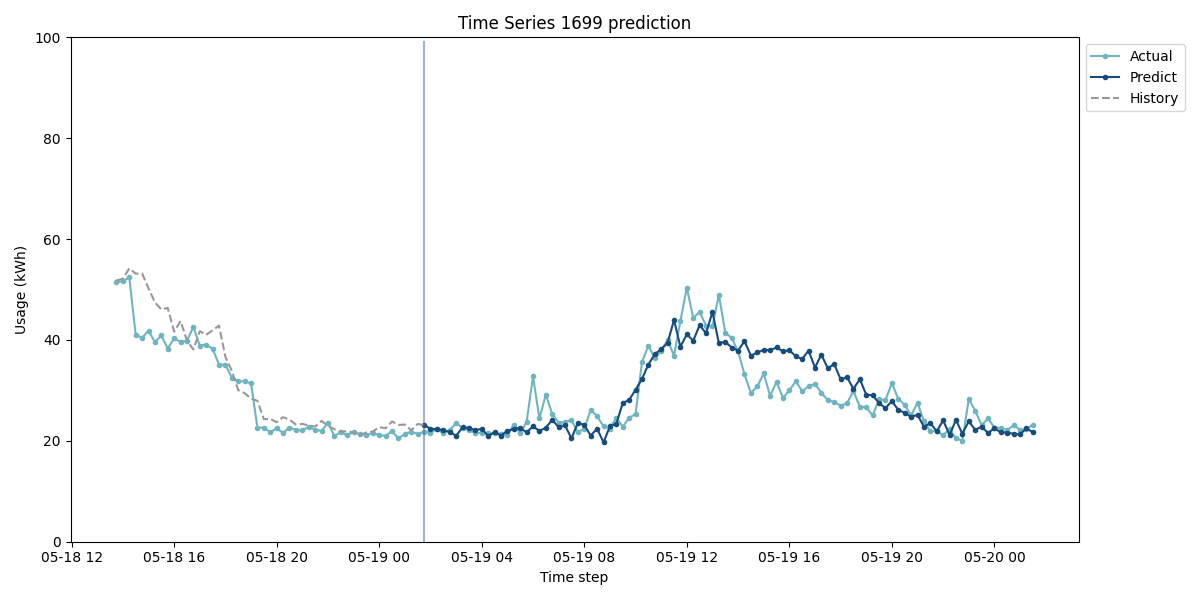 Time Series 1699 prediction
Actual
Predict
History
Usage (kWh)
100
80
60
40
20
0
05-18 12 05-18 16 05-18 20 05-19 00 05-19 04 05-19 08 05-19 12 05-19 16 05-19 20 05-20 00
Time step